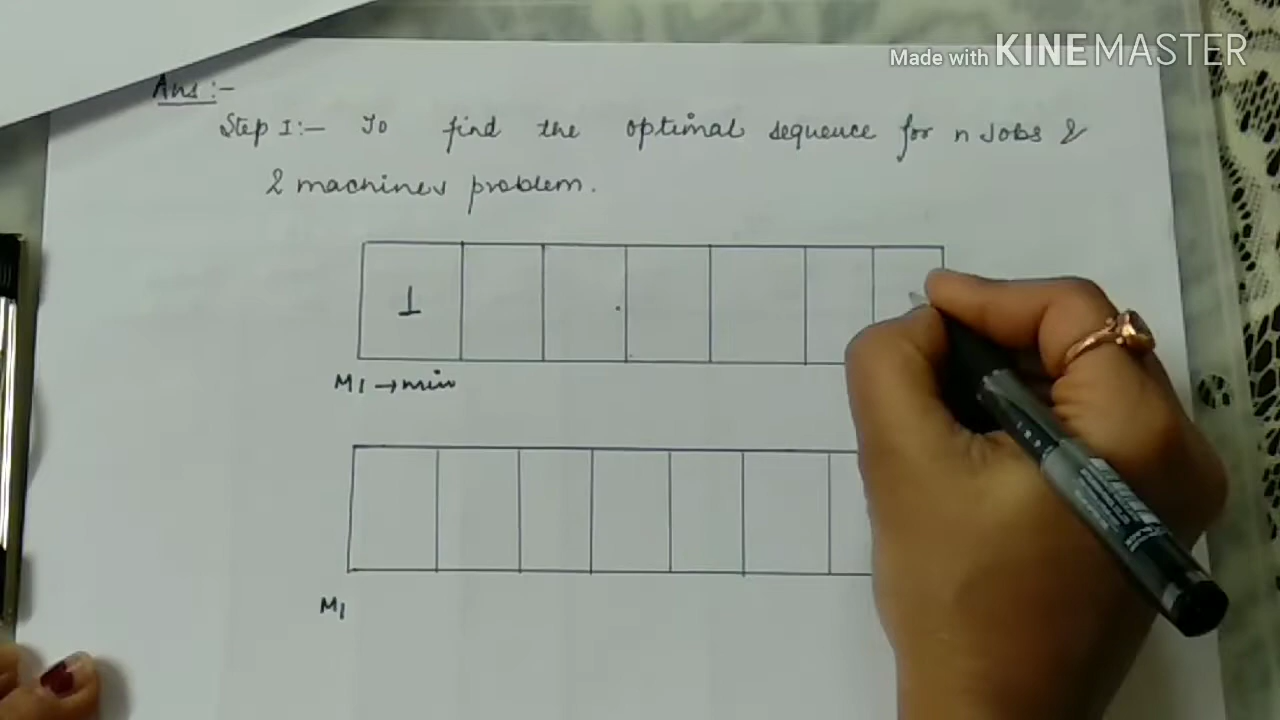 Made with KINEMASTER
Ans:-
Step I:- To find the optimal sequence for n Jobs &
2 machines problem.
1
M1 → min
M1